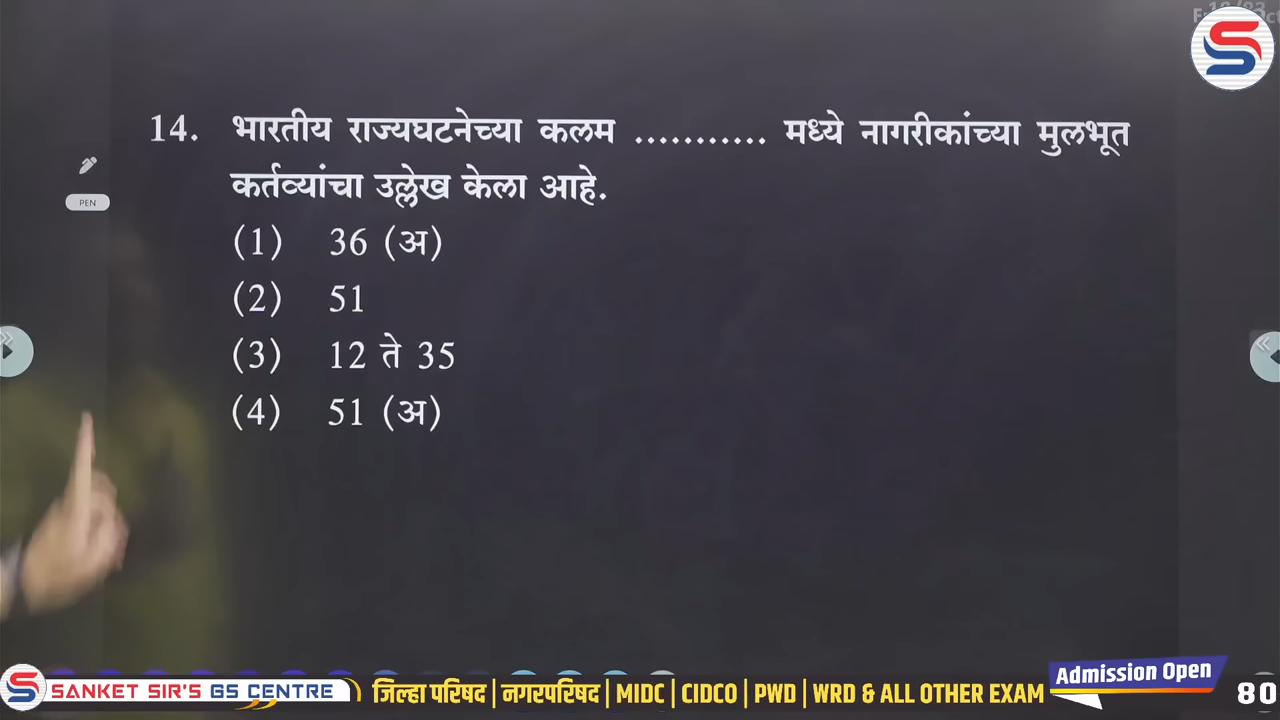 14. भारतीय राज्यघटनेच्या कलम ........... मध्ये नागरीकांच्या मुलभूत
कर्तव्यांचा उल्लेख केला आहे.
PEN
(1) 36 (अ)
(2) 51
(3) 12 ते 35
(4) 51 (अ)
SANKET SIR'S GS CENTRE
जिल्हा परिषद | नगरपरिषद | MIDC | CIDCO | PWD | WRD & ALL OTHER EXAM
Admission Open
80